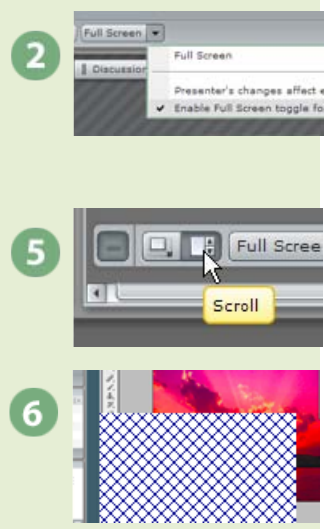 2
Full Screen
Full Screen
Discussion
Presenter's changes affect e
Enable Full Screen toggle fo
5
Full Scree
Scroll
6